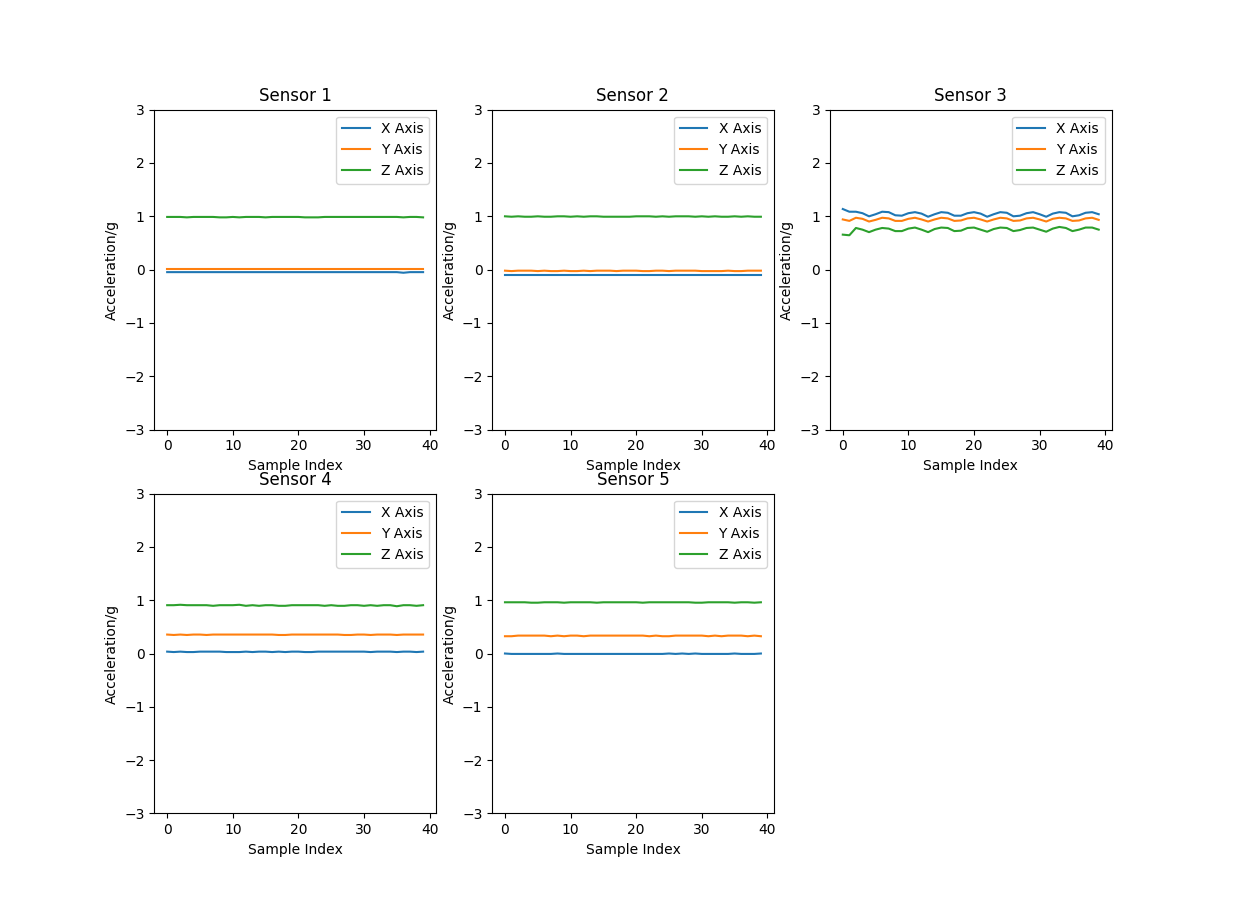 Sensor 1
3
2
1
0
−1
−2
−3
Acceleration/g
X Axis
Y Axis
Z Axis
0 10 20 30 40
Sample Index
Sensor 2
3
2
1
0
−1
−2
−3
Acceleration/g
X Axis
Y Axis
Z Axis
0 10 20 30 40
Sample Index
Sensor 3
3
2
1
0
−1
−2
−3
Acceleration/g
X Axis
Y Axis
Z Axis
0 10 20 30 40
Sample Index
Sensor 4
3
2
1
0
−1
−2
−3
Acceleration/g
X Axis
Y Axis
Z Axis
0 10 20 30 40
Sample Index
Sensor 5
3
2
1
0
−1
−2
−3
Acceleration/g
X Axis
Y Axis
Z Axis
0 10 20 30 40
Sample Index